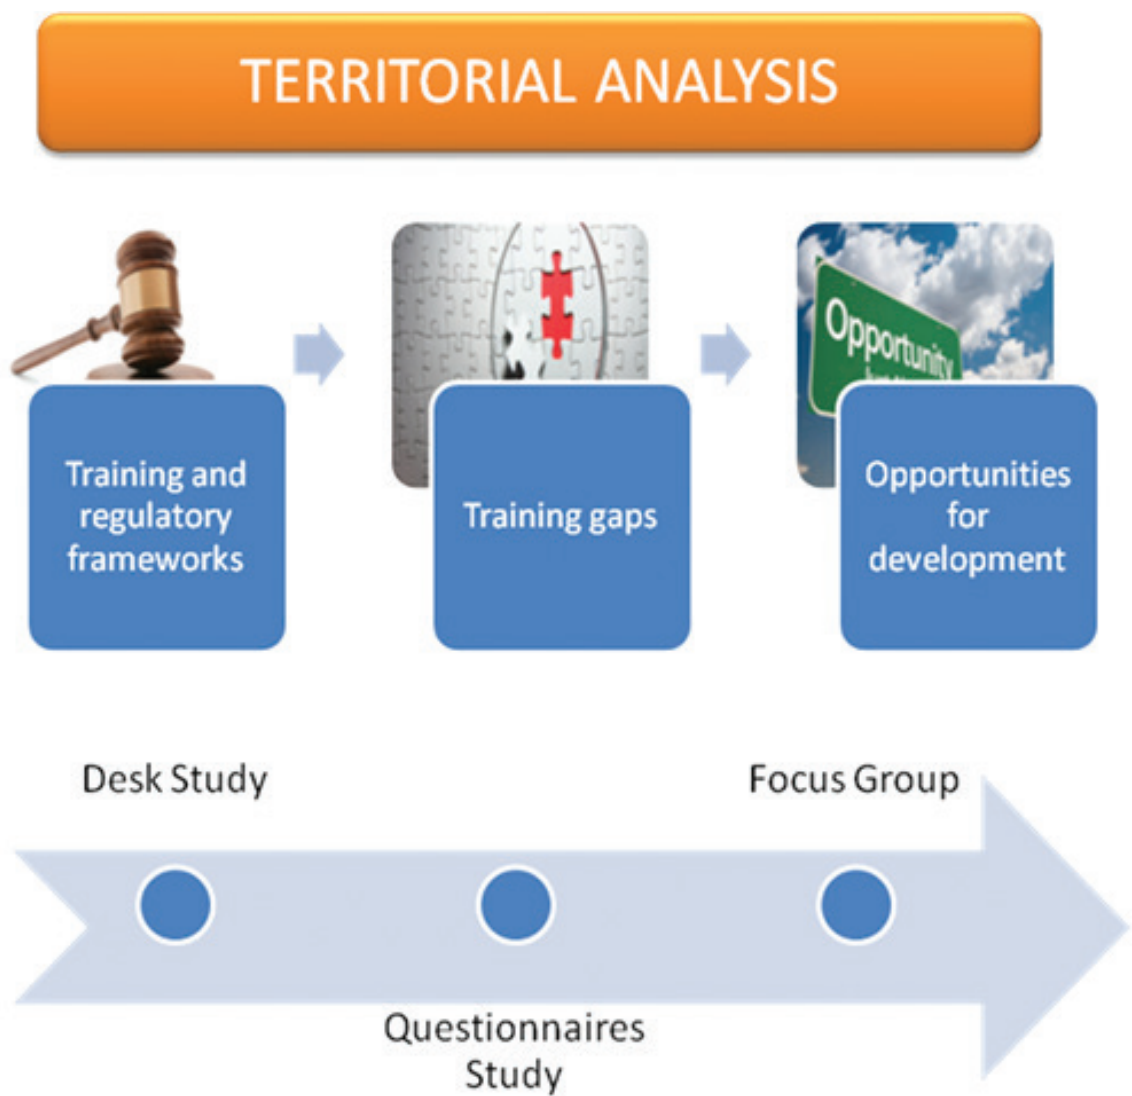 TERRITORIAL ANALYSIS
Opportunity
Training and
regulatory
frameworks
Training gaps
Opportunities
for
development
Desk Study
Focus Group
Questionnaires
Study